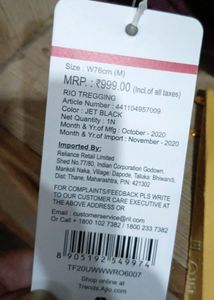 Size : W76cm (M)
MRP. : ₹999.00 (Incl.of all taxes)
RIO TREGGING
Article Number : 441104957009
Color : JET BLACK
Net Quantity : 1N
Month & Yr.of Mfg : October - 2020
Month & Yr.of Import : November - 2020
Imported By:
Reliance Retail Limited
Shed No.77/80, Indian Corporation Godown,
Mankoli Naka, Village : Dapode, Taluka: Bhiwandi,
Dist: Thane, Maharashtra, PIN: 421302
FOR COMPLAINTS/FEEDBACK PLS WRITE
TO OUR CUSTOMER CARE EXECUTIVE AT
THE ABOVE ADDRESS OR
Email : customerservice@ril.com
Or Call + 1800 102 7382 | 1800 233 2300
8 905192 549974
TF20UWWWRO6007
Shop online at
Trends.Ajio.com